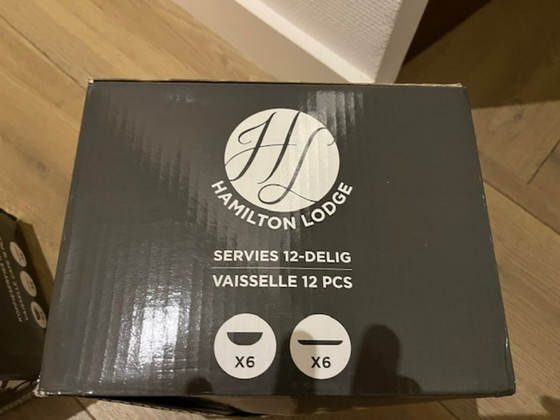 HL
HAMILTON LODGE
SERVIES 12-DELIG
VAISSELLE 12 PCS
X6 X6